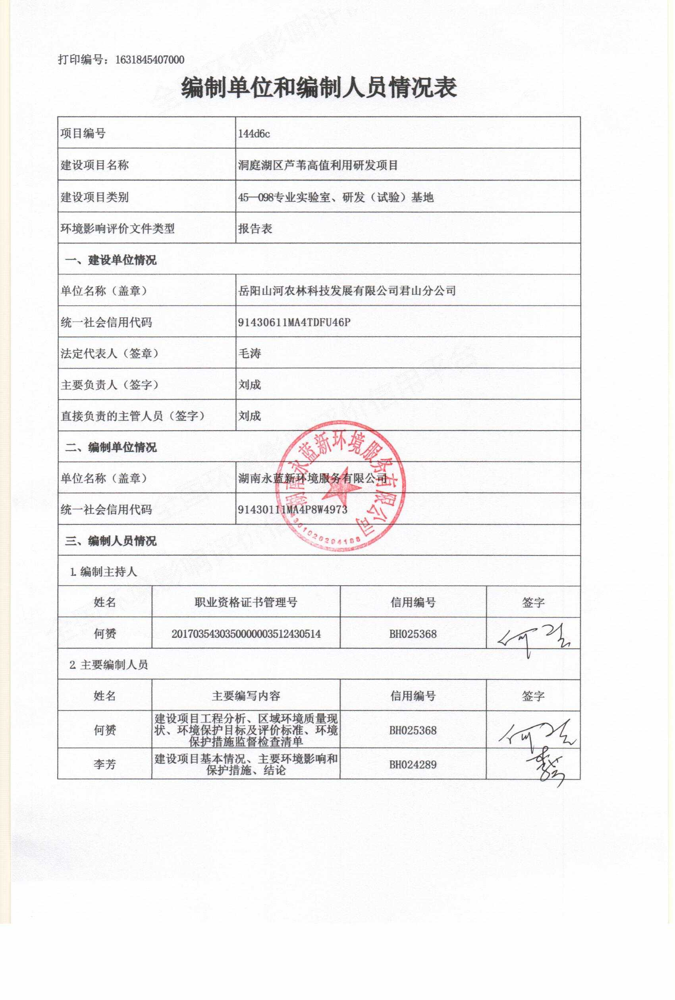 打印编号：1631845407000
编制单位和编制人员情况表
项目编号 144d6c
建设项目名称 洞庭湖区芦苇高值利用研发项目
建设项目类别 45—098专业实验室、研发（试验）基地
环境影响评价文件类型 报告表
一、建设单位情况
单位名称（盖章） 岳阳山河农林科技发展有限公司君山分公司
统一社会信用代码 91430611MA4TDFU46P
法定代表人（签章） 毛涛
主要负责人（签字） 刘成
直接负责的主管人员（签字） 刘成
二、编制单位情况
单位名称（盖章） 湖南永蓝新环境服务有限公司
统一社会信用代码 91430111MA4P8W4973
湖南永蓝新环境服务有限公司
4301020204188
三、编制人员情况
1.编制主持人
姓名 职业资格证书管理号 信用编号 签字
何赟 2017035430350000003512430514 BH025368
2.主要编制人员
姓名 主要编写内容 信用编号 签字
建设项目工程分析、区域环境质量现
何赟 状、环境保护目标及评价标准、环境 BH025368
保护措施监督检查清单
建设项目基本情况、主要环境影响和
李芳 保护措施、结论 BH024289